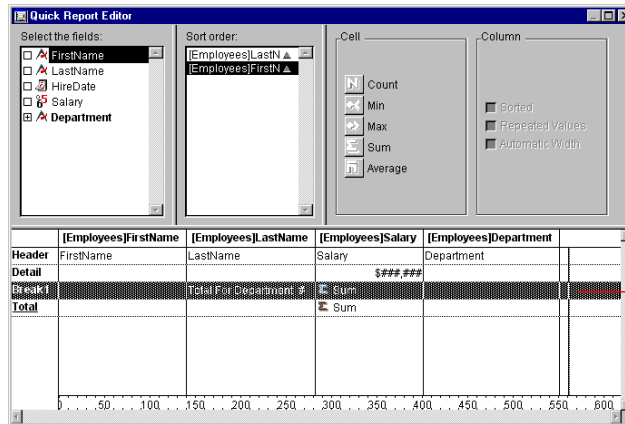 Quick Report Editor
Select the fields:
FirstName
LastName
HireDate
Salary
Department
Sort order:
[Employees]LastN
[Employees]FirstN
Cell
Count
Min
Max
Sum
Average
Column
Sorted
Repeated Values
Automatic Width
[Employees]FirstName [Employees]LastName [Employees]Salary [Employees]Department
Header FirstName LastName Salary Department
Detail $###,###
Break1 Total For Department # Sum
Total Sum
0 50 100 150 200 250 300 350 400 450 500 550 600